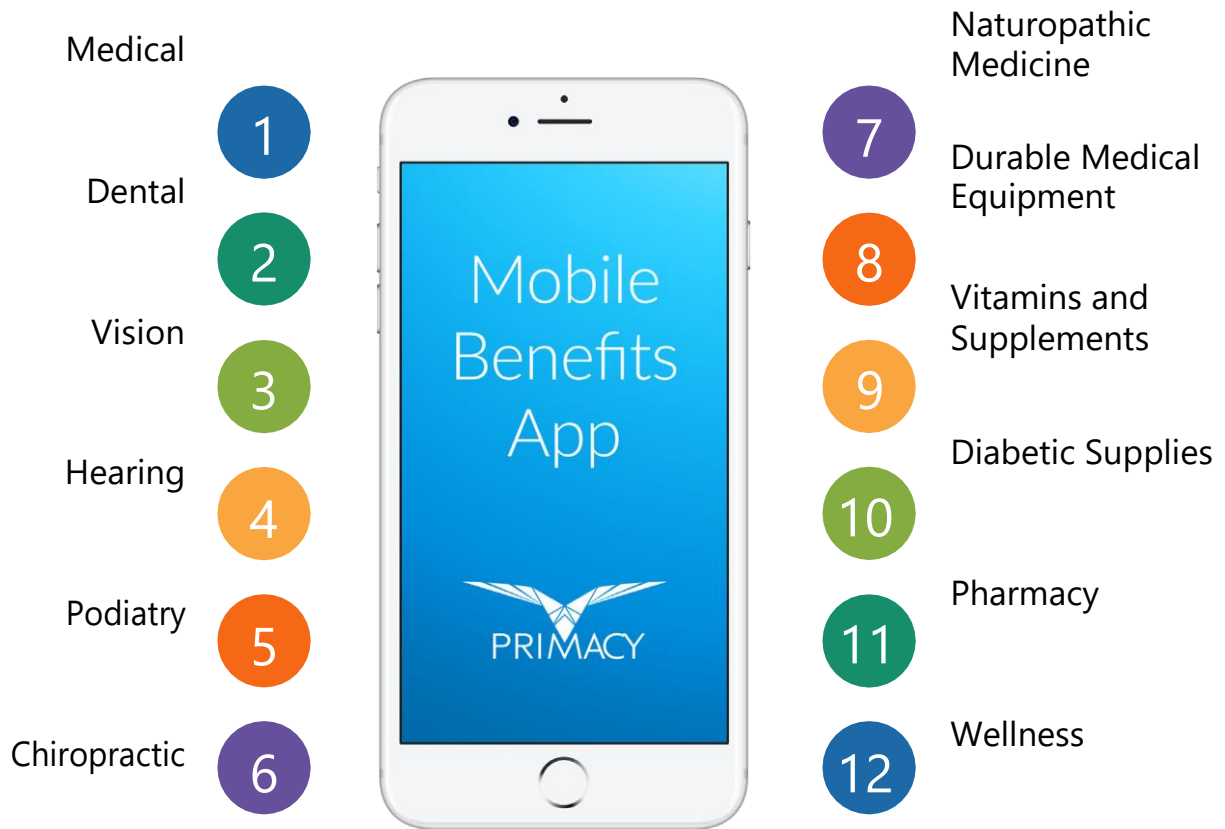 Medical
1
Dental
2
Vision
3
Hearing
4
Podiatry
5
Chiropractic
6
Mobile
Benefits
App
PRIMACY
Naturopathic
Medicine
7
Durable Medical
Equipment
8
Vitamins and
Supplements
9
Diabetic Supplies
10
Pharmacy
11
Wellness
12